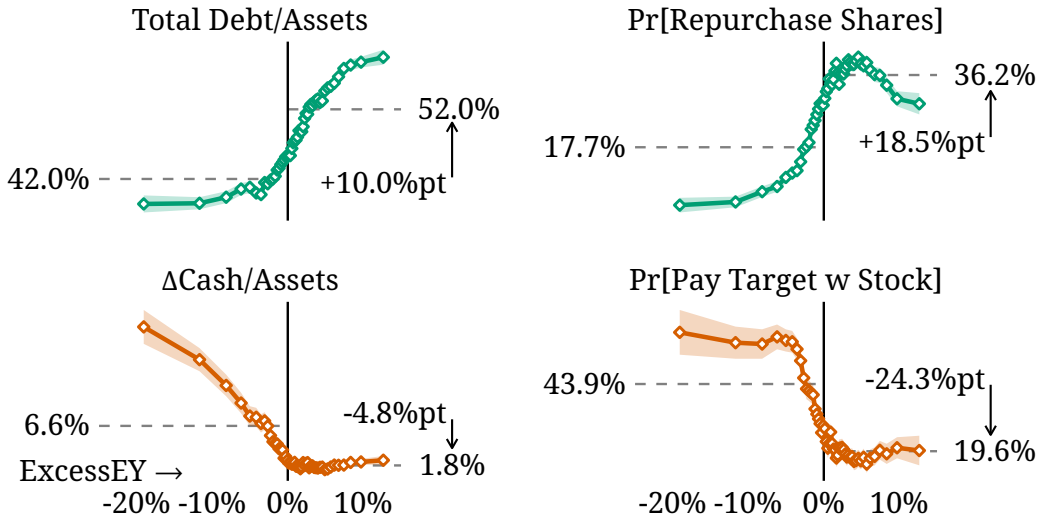 Total Debt/Assets
52.0%
42.0%
+10.0%pt
Pr[Repurchase Shares]
36.2%
17.7%
+18.5%pt
ΔCash/Assets
-4.8%pt
6.6%
1.8%
ExcessEY →
-20% -10% 0% 10%
Pr[Pay Target w Stock]
43.9%
-24.3%pt
19.6%
-20% -10% 0% 10%